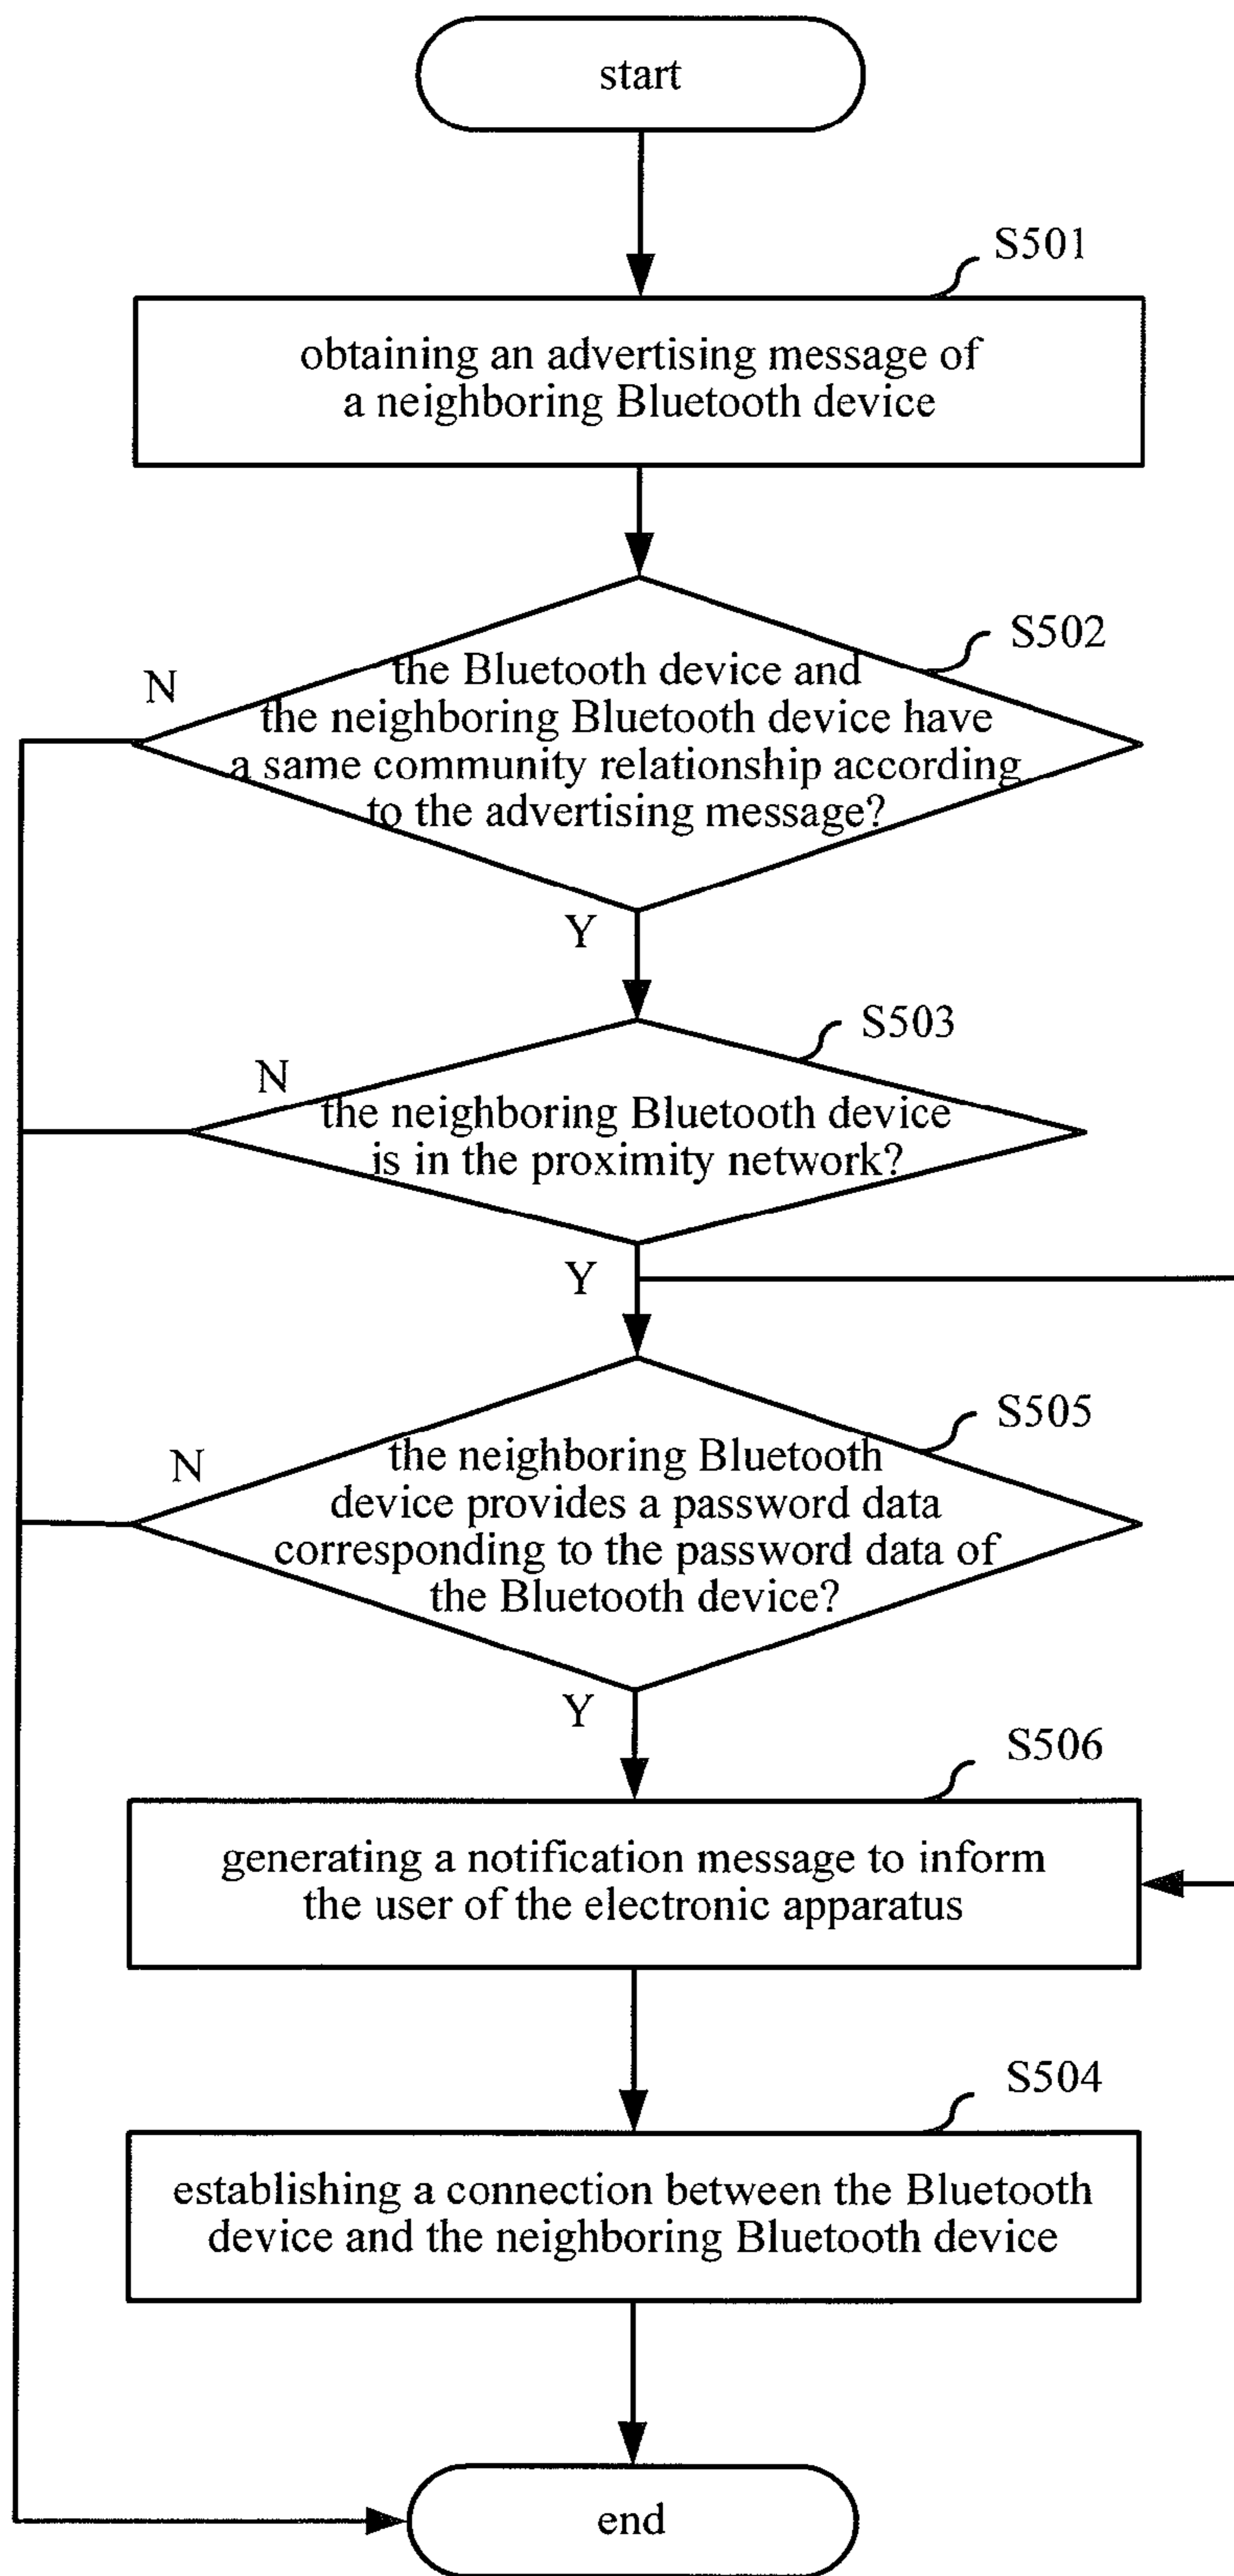 start
S501
obtaining an advertising message of
a neighboring Bluetooth device
S502
N
the Bluetooth device and
the neighboring Bluetooth device have
a same community relationship according
to the advertising message?
Y
S503
N
the neighboring Bluetooth device
is in the proximity network?
Y
S505
N
the neighboring Bluetooth
device provides a password data
corresponding to the password data of
the Bluetooth device?
Y
S506
generating a notification message to inform
the user of the electronic apparatus
S504
establishing a connection between the Bluetooth
device and the neighboring Bluetooth device
end